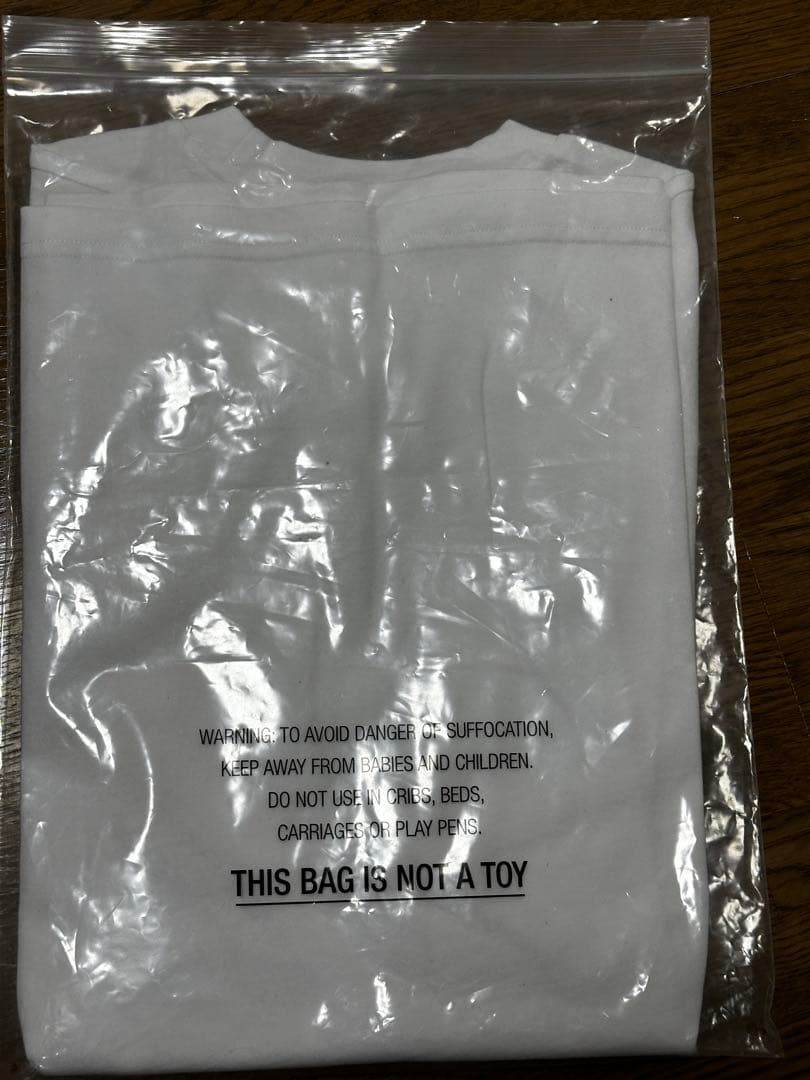 WARNING: TO AVOID DANGER OF SUFFOCATION,
KEEP AWAY FROM BABIES AND CHILDREN.
DO NOT USE IN CRIBS, BEDS,
CARRIAGES OR PLAY PENS.
THIS BAG IS NOT A TOY